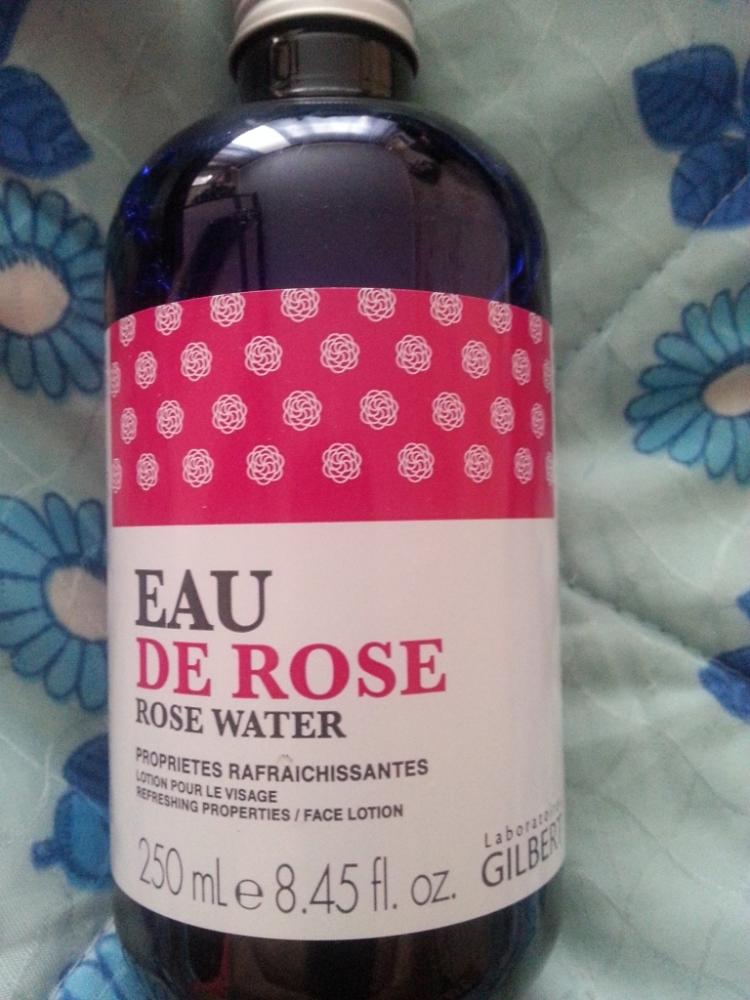 EAU
DE ROSE
ROSE WATER
PROPRIETES RAFRAICHISSANTES
LOTION POUR LE VISAGE
REFRESHING PROPERTIES / FACE LOTION
250 mL e 8.45 fl. oz.
GILBERT